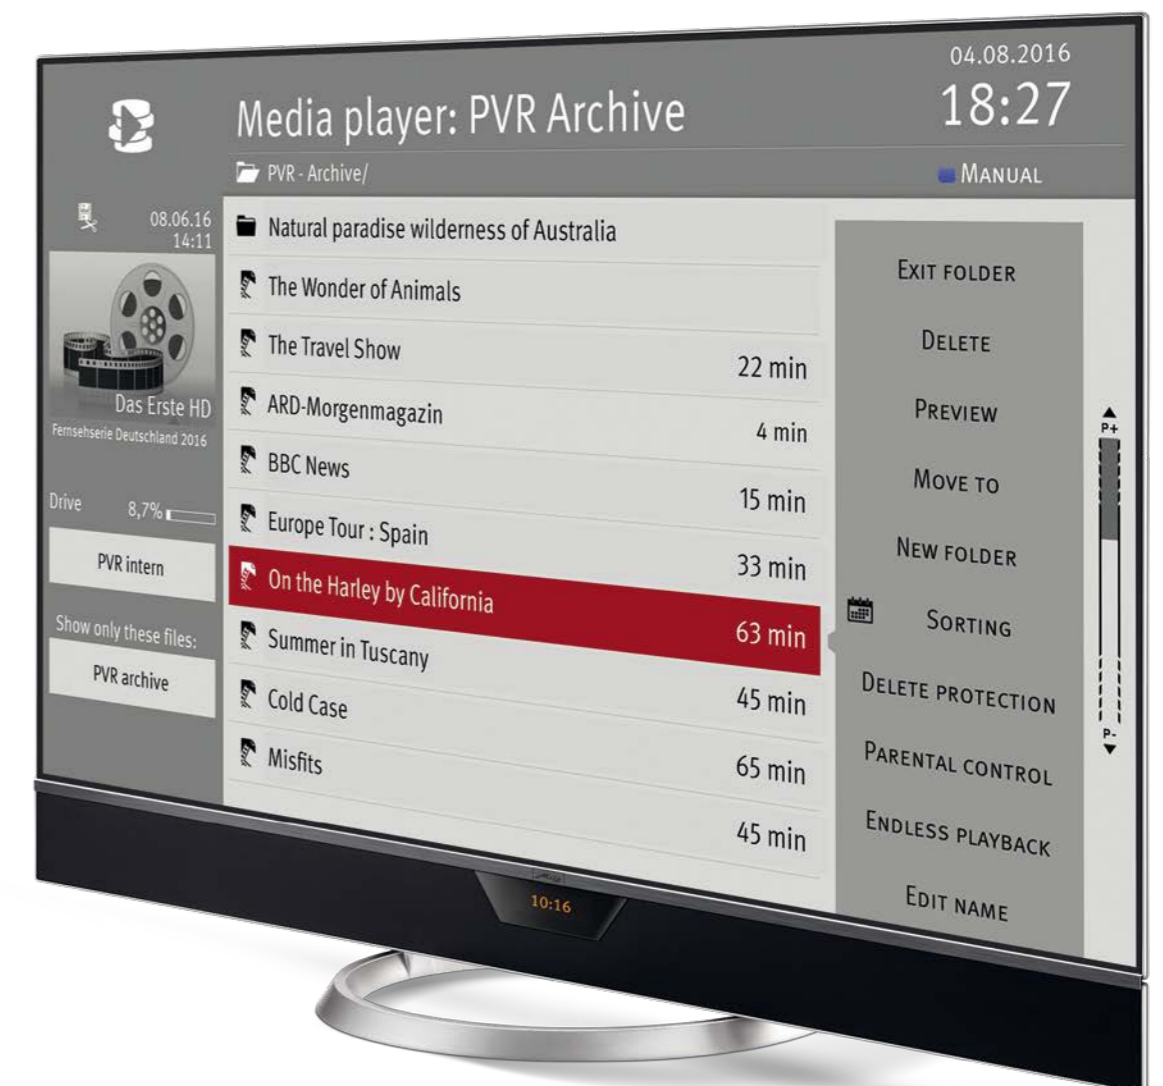 04.08.2016
18:27
Media player: PVR Archive
PVR - Archive/
MANUAL
08.06.16
14:11
Das Erste HD
Fernsehserie Deutschland 2016
Drive 8,7%
PVR intern
Show only these files:
PVR archive
Natural paradise wilderness of Australia
The Wonder of Animals
The Travel Show 22 min
ARD-Morgenmagazin 4 min
BBC News 15 min
Europe Tour : Spain 33 min
On the Harley by California 63 min
Summer in Tuscany 45 min
Cold Case 65 min
Misfits 45 min
EXIT FOLDER
DELETE
PREVIEW
MOVE TO
NEW FOLDER
SORTING
DELETE PROTECTION
PARENTAL CONTROL
ENDLESS PLAYBACK
EDIT NAME
P+
P-
10:16